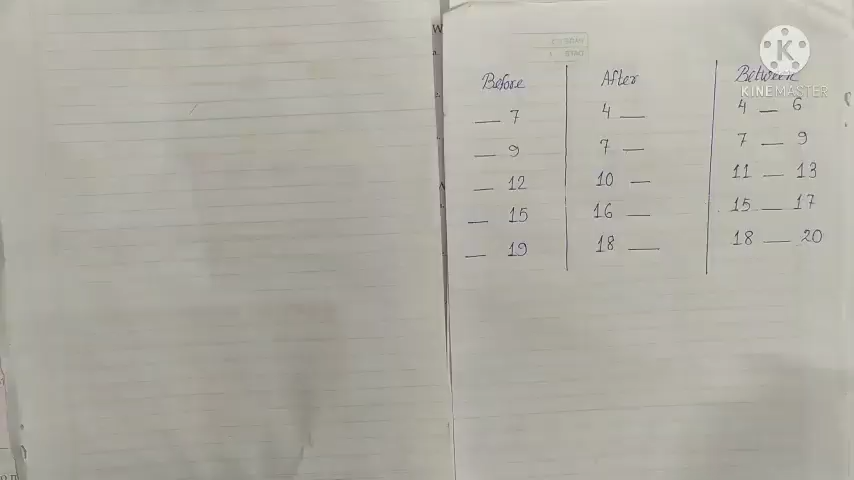 Before After Between
__ 7 4 __ 4 __ 6
__ 9 7 __ 7 __ 9
__ 12 10 __ 11 __ 13
__ 15 16 __ 15 __ 17
__ 19 18 __ 18 __ 20
K
KINEMASTER
DATE
W